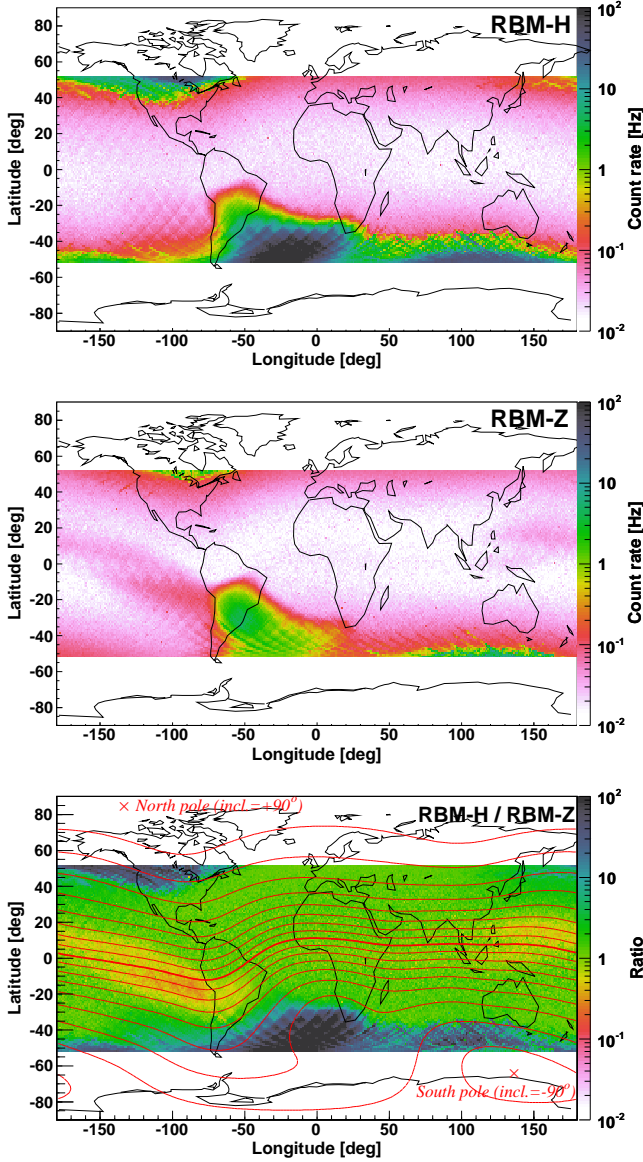 RBM-H
80
60
40
20
0
-20
-40
-60
-80
Latitude [deg]
-150 -100 -50 0 50 100 150
Longitude [deg]
10²
10
1
10⁻¹
10⁻²
Count rate [Hz]
RBM-Z
80
60
40
20
0
-20
-40
-60
-80
Latitude [deg]
-150 -100 -50 0 50 100 150
Longitude [deg]
10²
10
1
10⁻¹
10⁻²
Count rate [Hz]
× North pole (incl.=+90°)
RBM-H / RBM-Z
80
60
40
20
0
-20
-40
-60
-80
Latitude [deg]
×
South pole (incl.=-90°)
-150 -100 -50 0 50 100 150
Longitude [deg]
10²
10
1
10⁻¹
10⁻²
Ratio